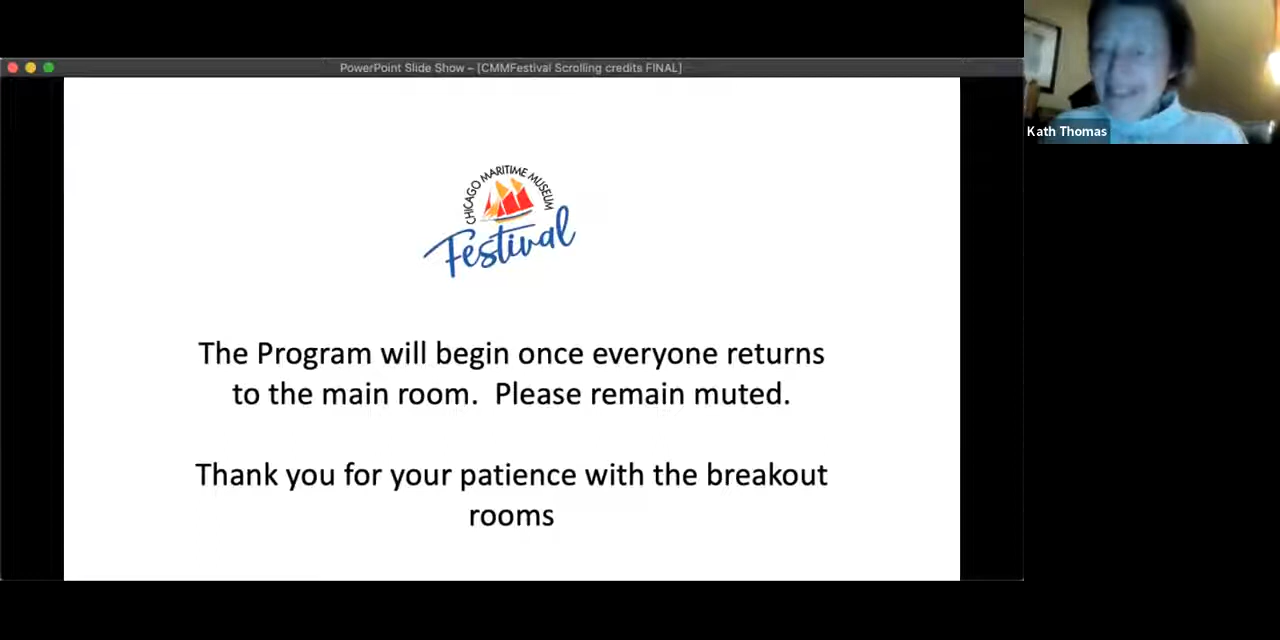 PowerPoint Slide Show – [CMMFestival Scrolling credits FINAL]
Kath Thomas
CHICAGO MARITIME MUSEUM
Festival
The Program will begin once everyone returns
to the main room.  Please remain muted.
Thank you for your patience with the breakout
rooms